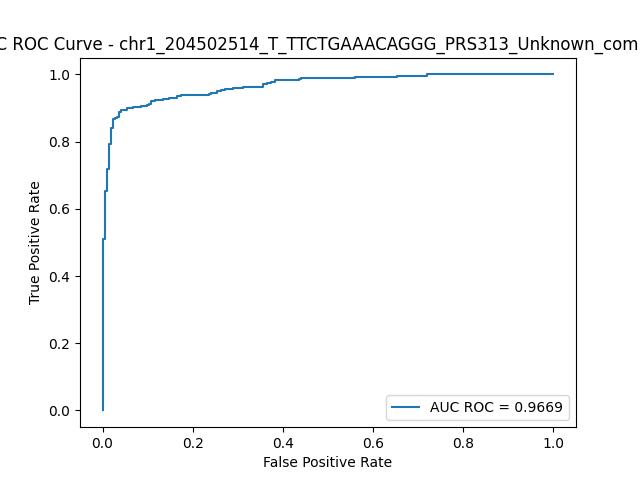 C ROC Curve - chr1_204502514_T_TTCTGAAACAGGG_PRS313_Unknown_com
1.0
0.8
0.6
0.4
0.2
0.0
True Positive Rate
AUC ROC = 0.9669
0.0 0.2 0.4 0.6 0.8 1.0
False Positive Rate